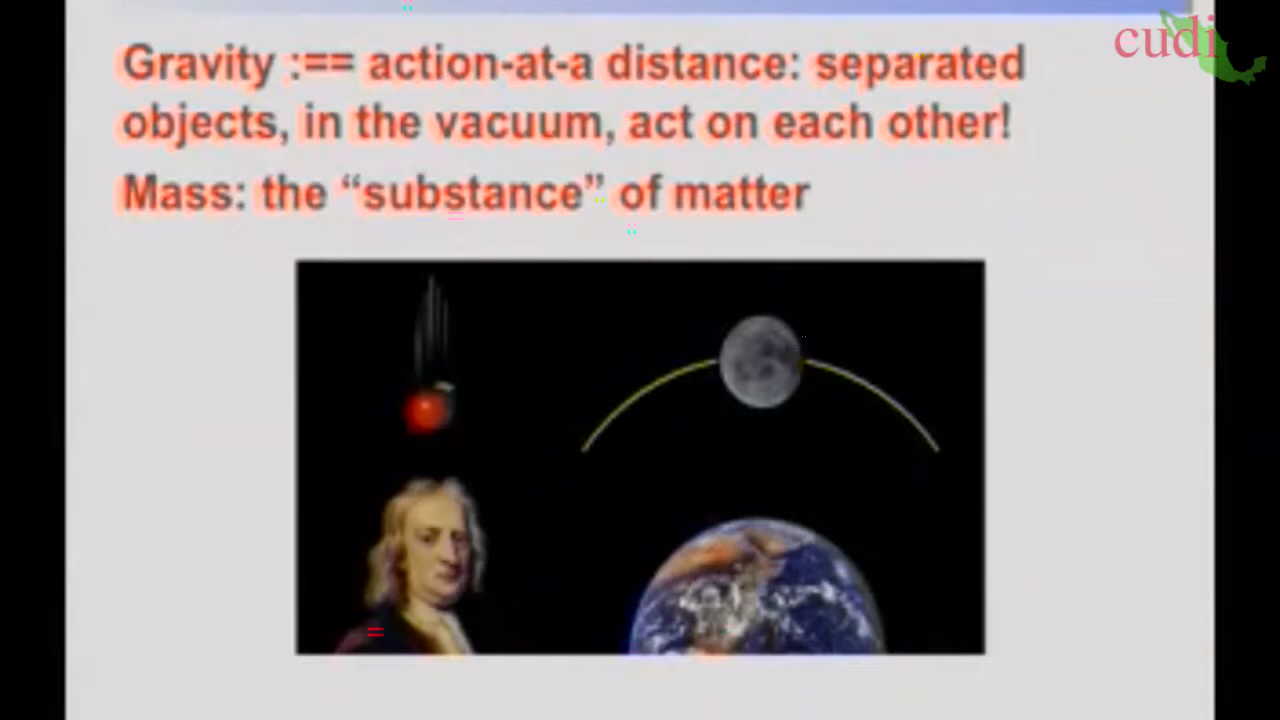 cudi
Gravity :== action-at-a distance: separated
objects, in the vacuum, act on each other!
Mass: the “substance” of matter